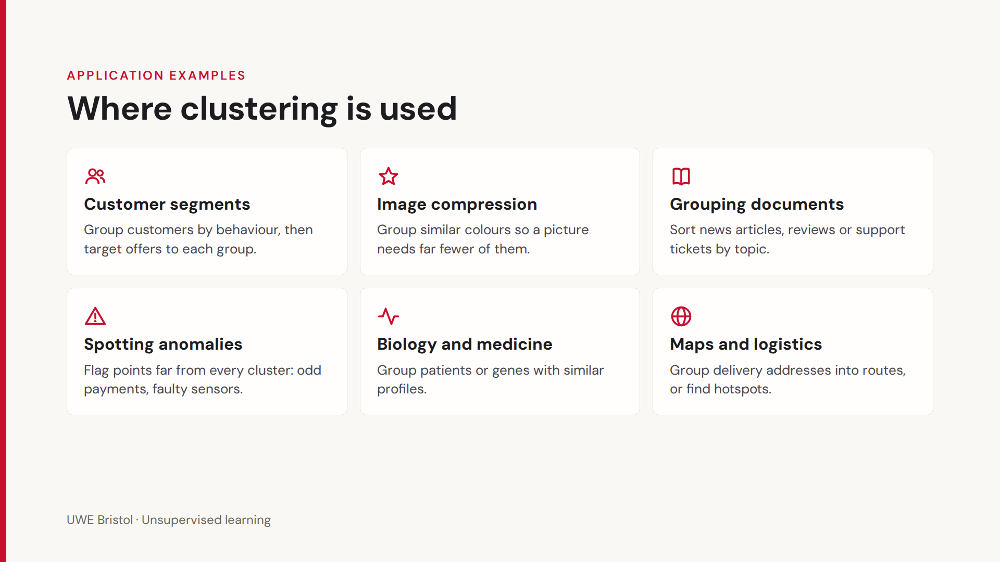 APPLICATION EXAMPLES
Where clustering is used
Customer segments
Group customers by behaviour, then
target offers to each group.
Image compression
Group similar colours so a picture
needs far fewer of them.
Grouping documents
Sort news articles, reviews or support
tickets by topic.
Spotting anomalies
Flag points far from every cluster: odd
payments, faulty sensors.
Biology and medicine
Group patients or genes with similar
profiles.
Maps and logistics
Group delivery addresses into routes,
or find hotspots.
UWE Bristol · Unsupervised learning